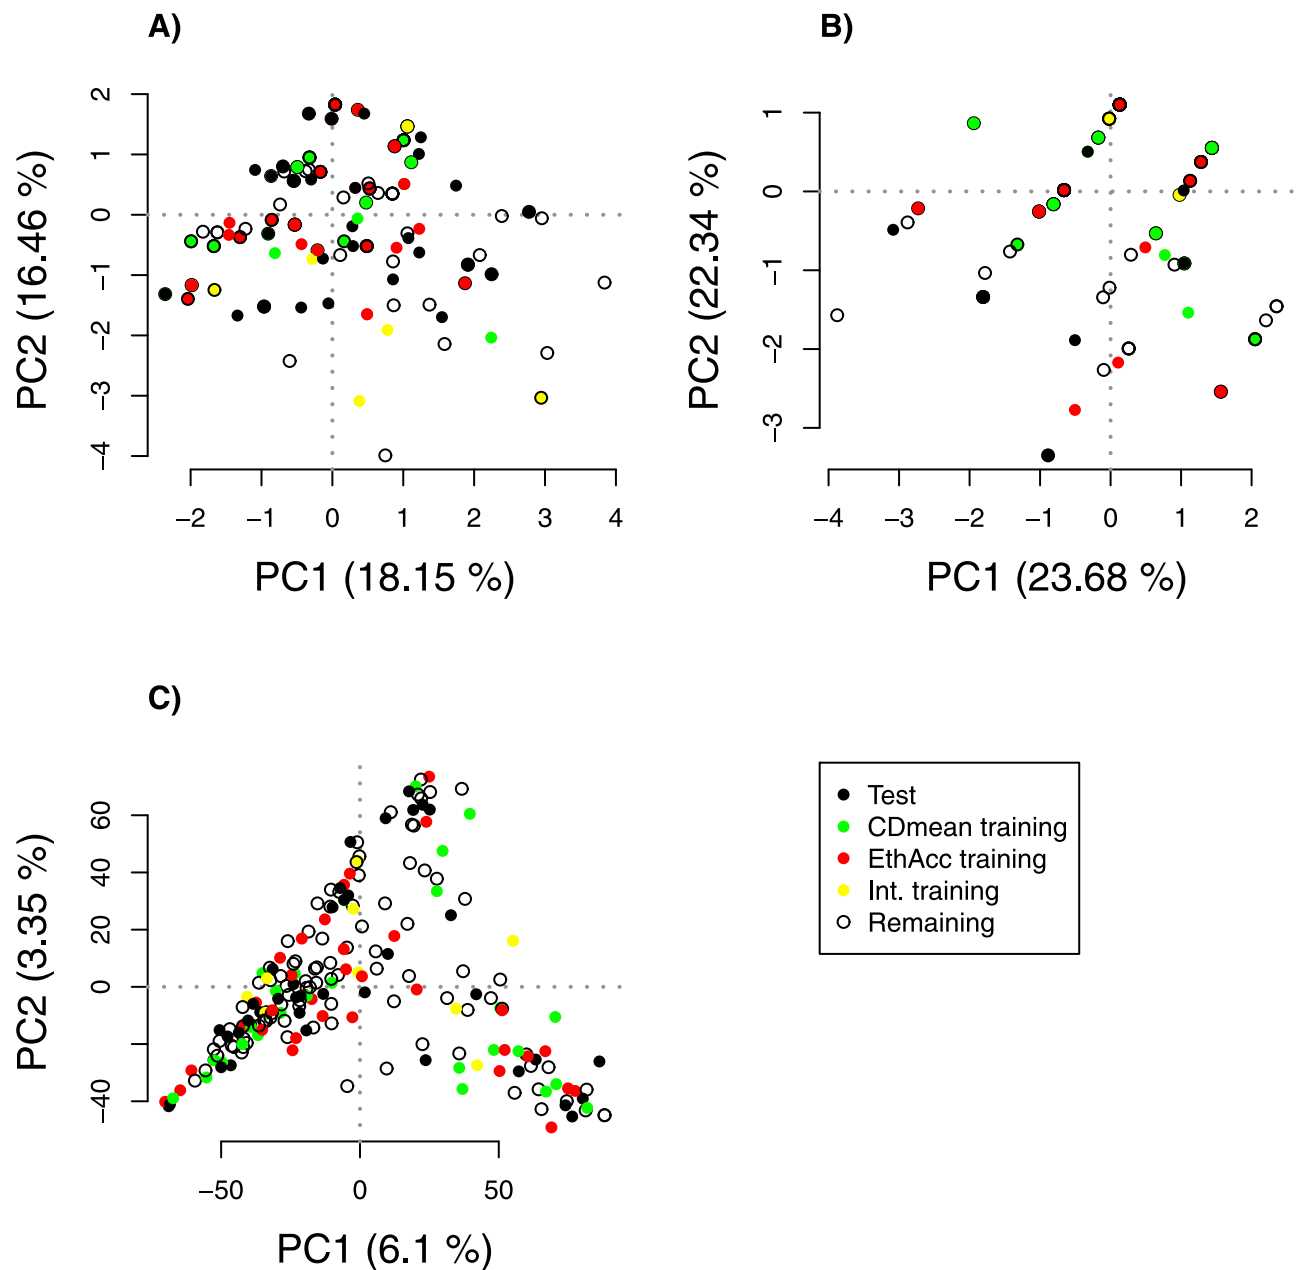 A)
2
1
0
−1
−2
−3
−4
PC2 (16.46 %)
−2 −1 0 1 2 3 4
PC1 (18.15 %)
B)
1
0
−1
−2
−3
PC2 (22.34 %)
−4 −3 −2 −1 0 1 2
PC1 (23.68 %)
C)
60
40
20
0
−40
PC2 (3.35 %)
−50 0 50
PC1 (6.1 %)
Test
CDmean training
EthAcc training
Int. training
Remaining